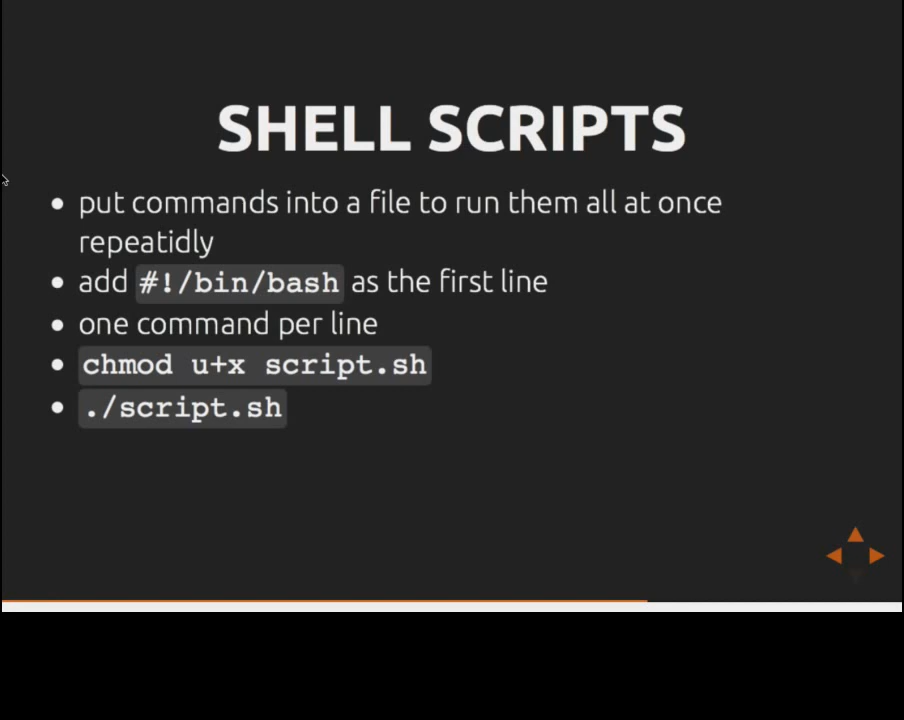 SHELL SCRIPTS
put commands into a file to run them all at once
repeatidly
add #!/bin/bash as the first line
one command per line
chmod u+x script.sh
./script.sh